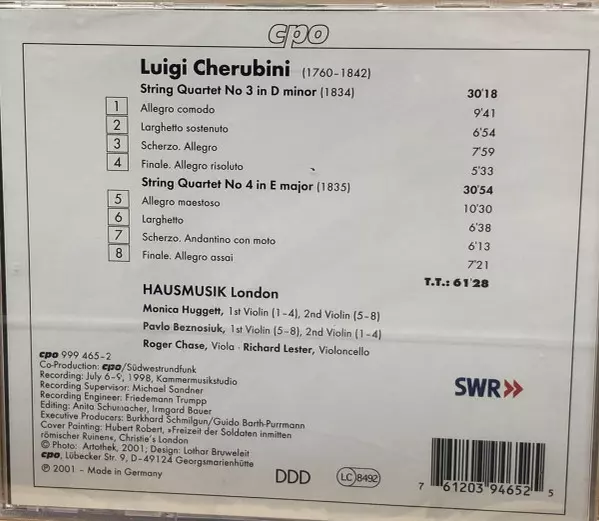 cpo
Luigi Cherubini (1760-1842)
String Quartet No 3 in D minor (1834) 30'18
1 Allegro comodo 9'41
2 Larghetto sostenuto 6'54
3 Scherzo. Allegro 7'59
4 Finale. Allegro risoluto 5'33
String Quartet No 4 in E major (1835) 30'54
5 Allegro maestoso 10'30
6 Larghetto 6'38
7 Scherzo. Andantino con moto 6'13
8 Finale. Allegro assai 7'21
T.T.: 61'28
HAUSMUSIK London
Monica Huggett, 1st Violin (1-4), 2nd Violin (5-8)
Pavlo Beznosiuk, 1st Violin (5-8), 2nd Violin (1-4)
Roger Chase, Viola · Richard Lester, Violoncello
cpo 999 465-2
Co-Production: cpo/Südwestrundfunk
Recording: July 6-9, 1998, Kammermusikstudio
Recording Supervisor: Michael Sandner
Recording Engineer: Friedemann Trumpp
Editing: Anita Schumacher, Irmgard Bauer
Executive Producers: Burkhard Schmilgun/Guido Barth-Purrmann
Cover Painting: Hubert Robert, »Freizeit der Soldaten inmitten
römischer Ruinen«, Christie's London
© Photo: Artothek, 2001; Design: Lothar Bruweleit
cpo, Lübecker Str. 9, D-49124 Georgsmarienhütte
℗ 2001 - Made in Germany
SWR>>
DDD
LC 8492
7 61203 94652 5